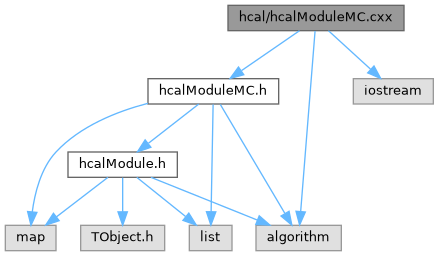 hcal/hcalModuleMC.cxx
hcalModuleMC.h
iostream
hcalModule.h
map
TObject.h
list
algorithm